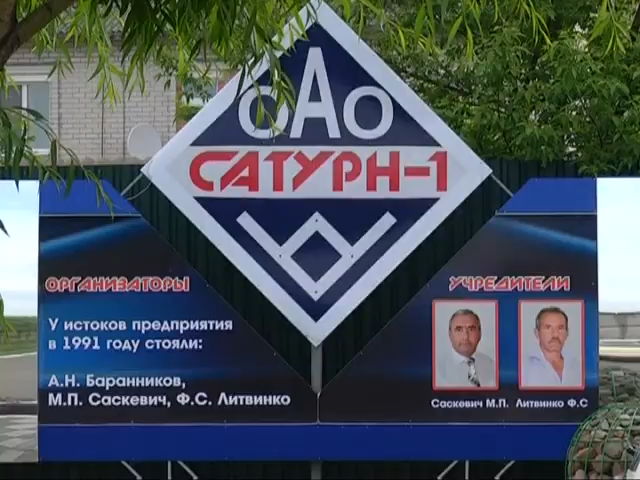 ОАО
САТУРН-1
ОРГАНИЗАТОРЫ
У истоков предприятия
в 1991 году стояли:
А.Н. Баранников,
М.П. Саскевич, Ф.С. Литвинко
УЧРЕДИТЕЛИ
Саскевич М.П. Литвинко Ф.С